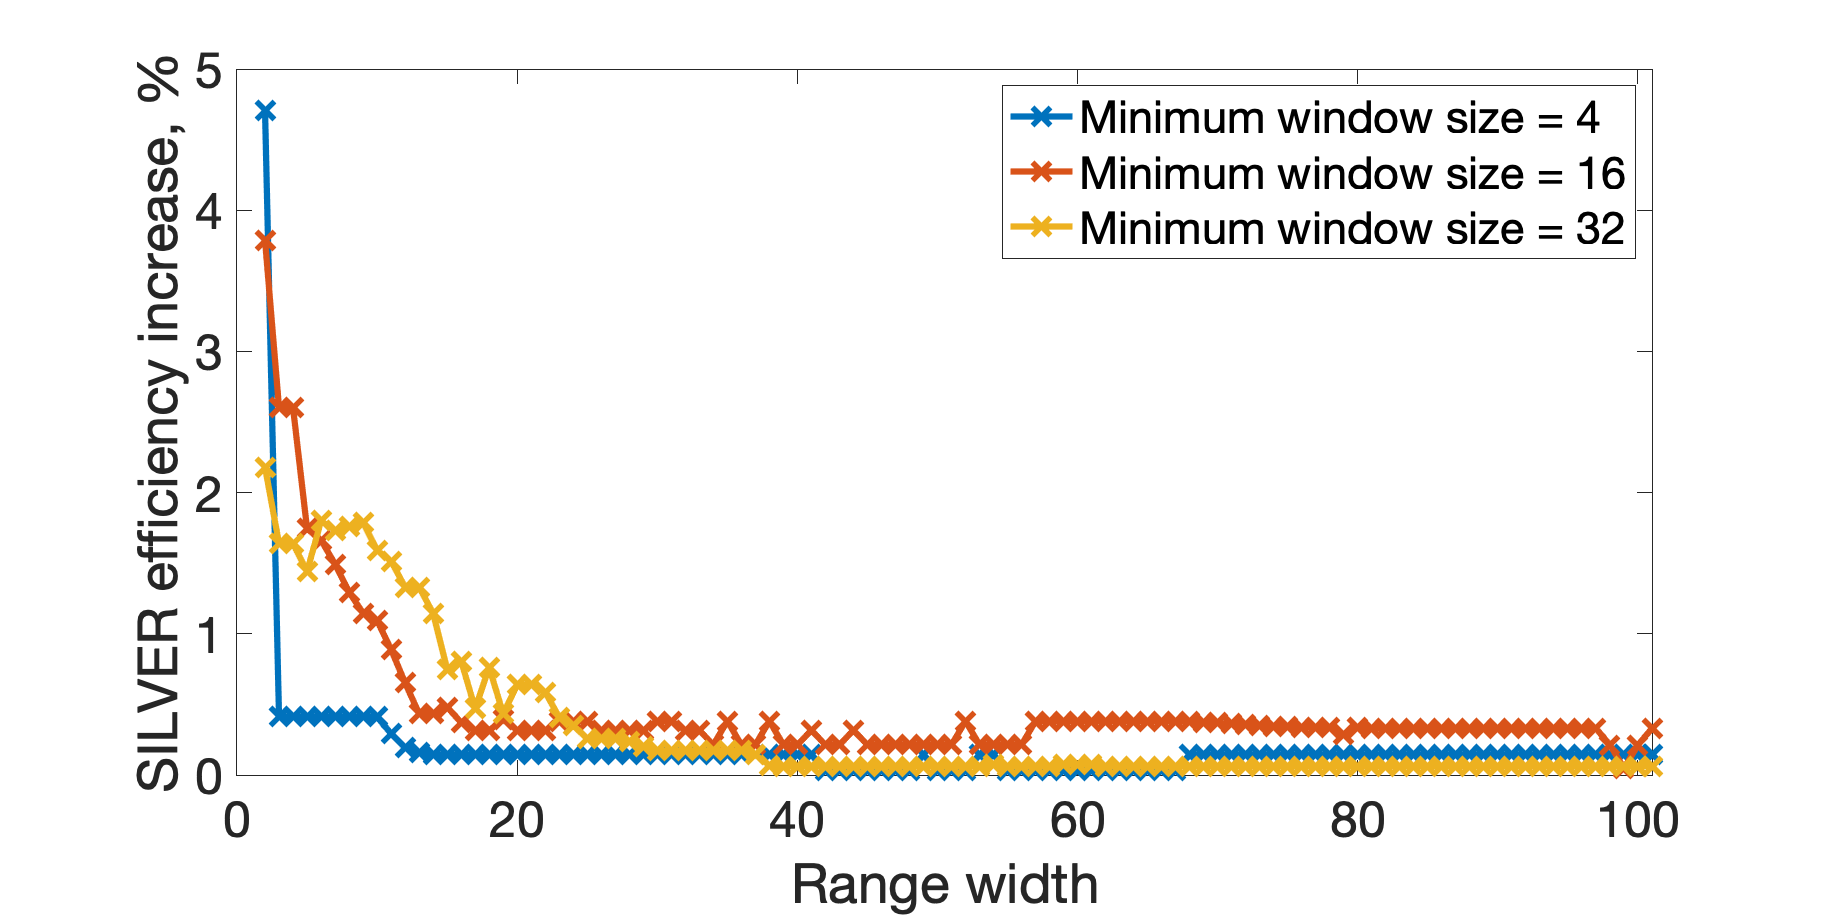 SILVER efficiency increase, %
5
4
3
2
1
0
Minimum window size = 4
Minimum window size = 16
Minimum window size = 32
0 20 40 60 80 100
Range width